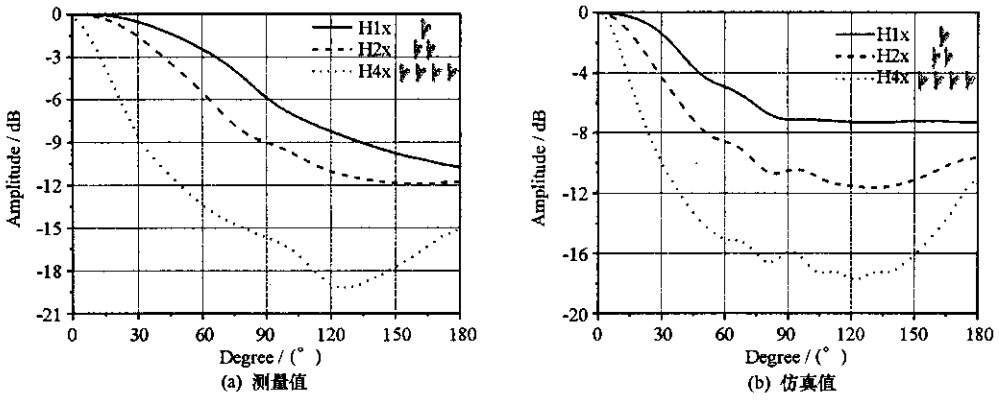 0
-3
-6
-9
-12
-15
-18
-21
Amplitude / dB
H1x
H2x
H4x
0 30 60 90 120 150 180
Degree / (°)
(a) 测量值
0
-4
-8
-12
-16
-20
Amplitude / dB
H1x
H2x
H4x
0 30 60 90 120 150 180
Degree / (°)
(b) 仿真值